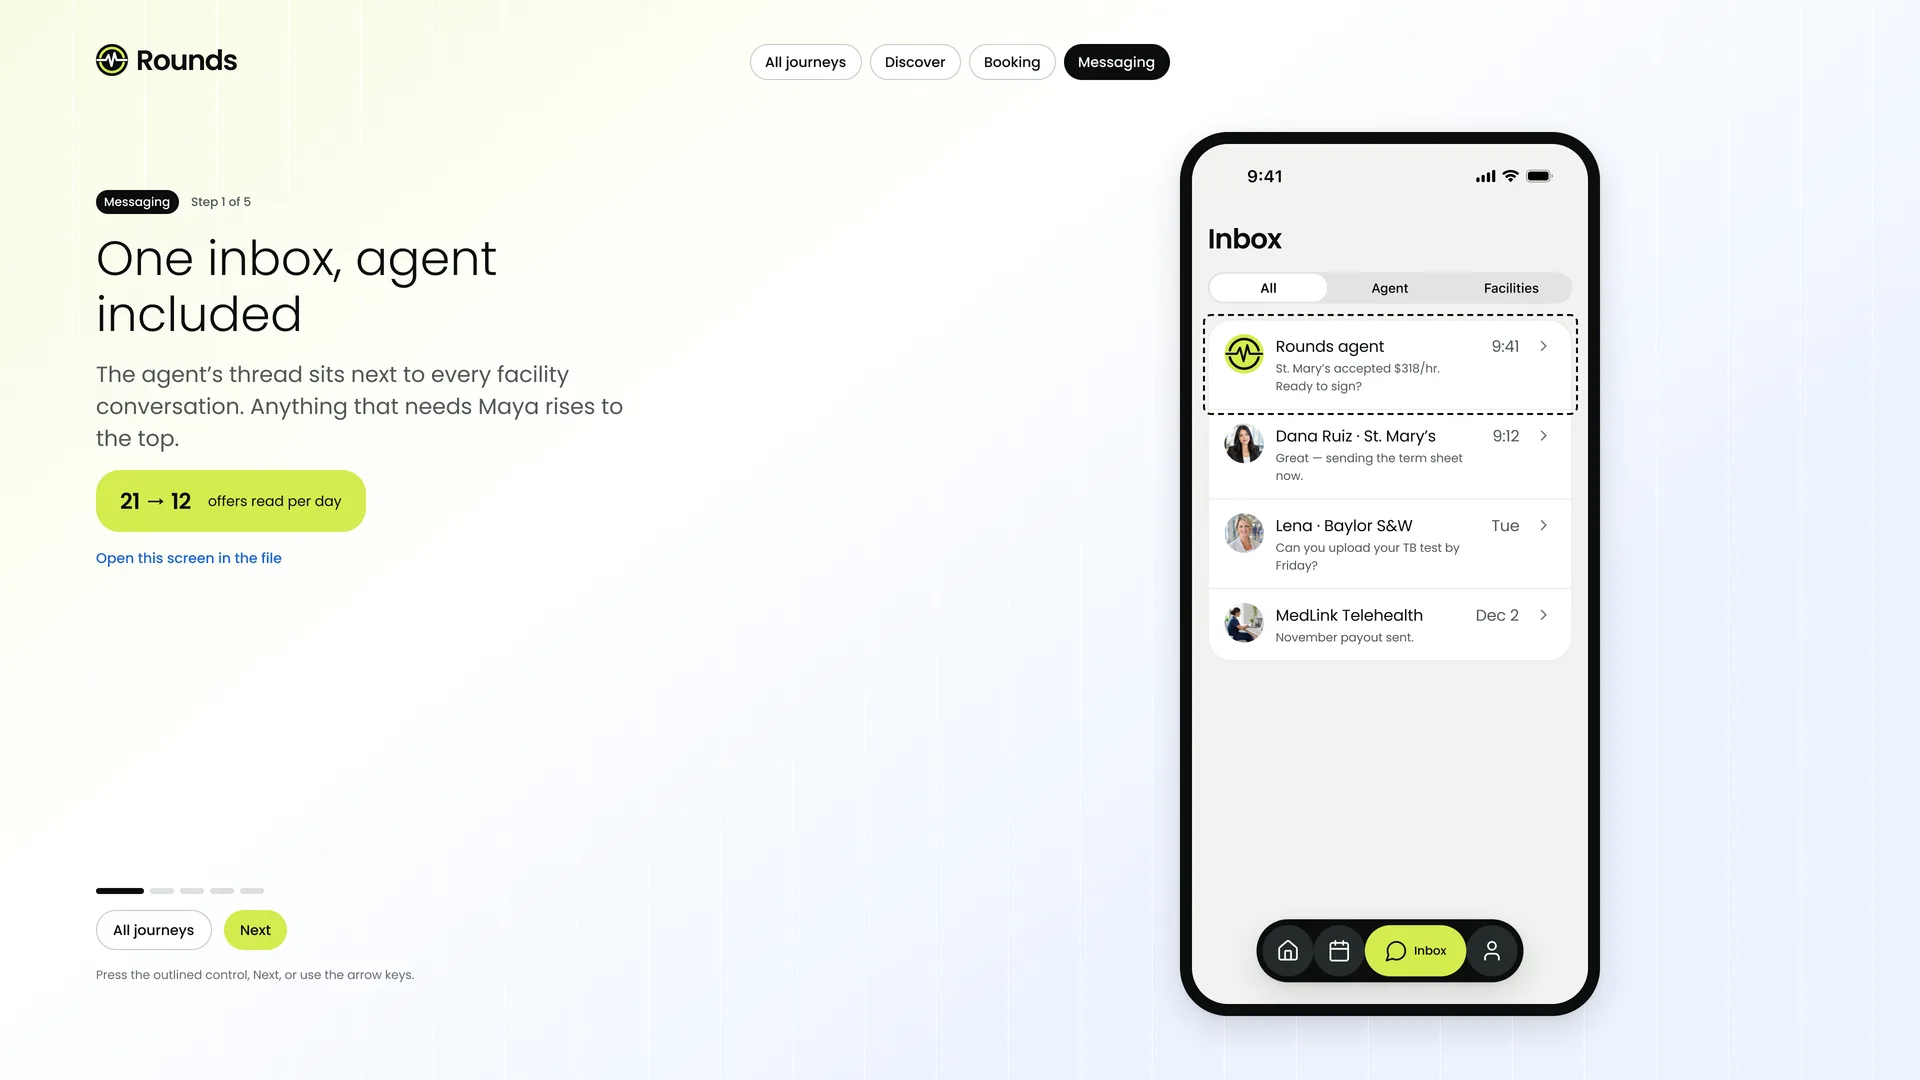 Rounds
All journeys
Discover
Booking
Messaging
Messaging
Step 1 of 5
One inbox, agent
included
The agent’s thread sits next to every facility
conversation. Anything that needs Maya rises to
the top.
21 → 12 offers read per day
Open this screen in the file
All journeys
Next
Press the outlined control, Next, or use the arrow keys.
9:41
Inbox
All
Agent
Facilities
Rounds agent
9:41
St. Mary’s accepted $318/hr.
Ready to sign?
Dana Ruiz · St. Mary’s
9:12
Great — sending the term sheet
now.
Lena · Baylor S&W
Tue
Can you upload your TB test by
Friday?
MedLink Telehealth
Dec 2
November payout sent.
Inbox